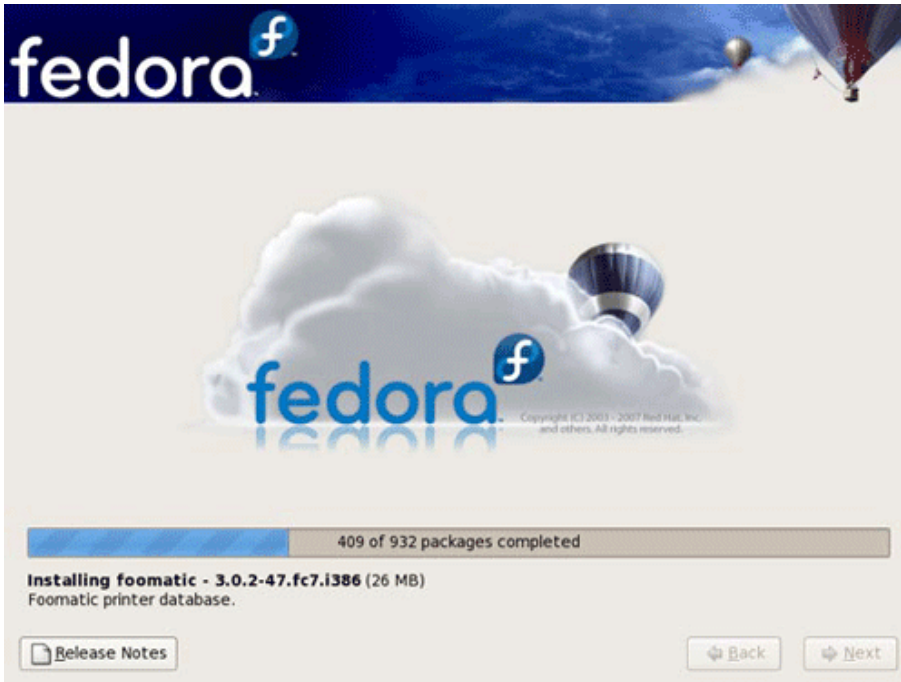 fedora
fedora
Copyright (C) 2003 - 2007 Red Hat, Inc.
and others. All rights reserved.
409 of 932 packages completed
Installing foomatic - 3.0.2-47.fc7.i386 (26 MB)
Foomatic printer database.
Release Notes
Back
Next